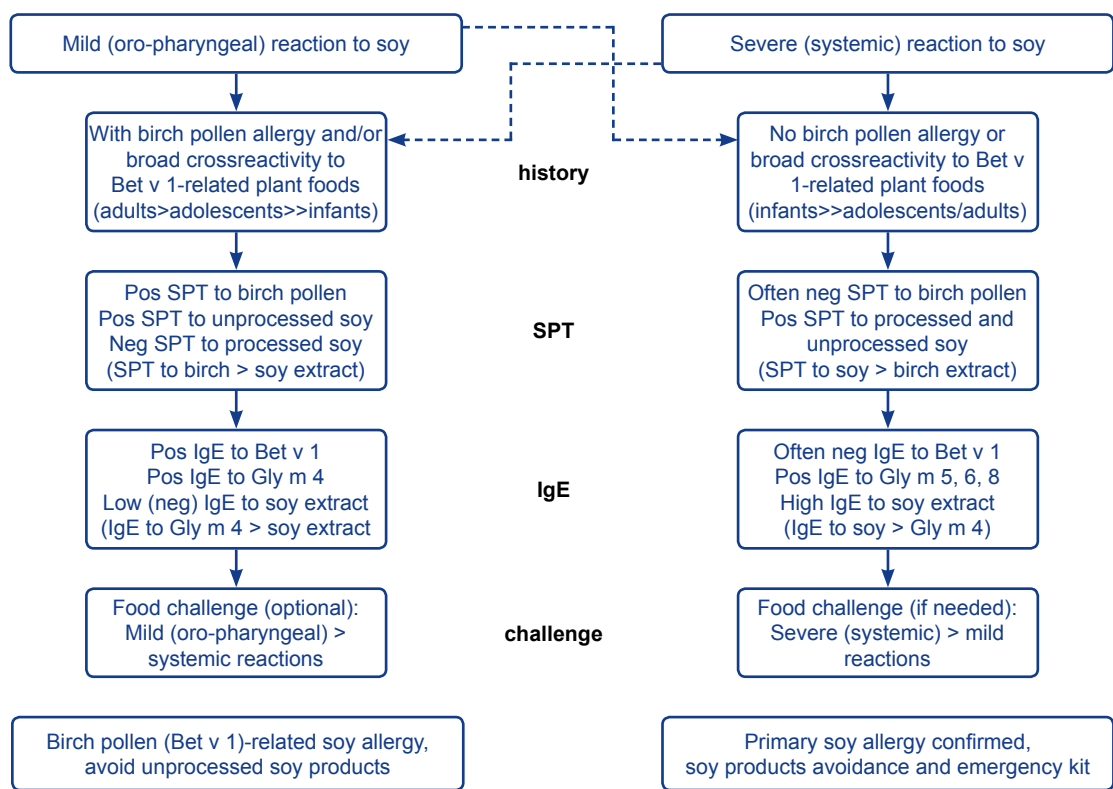 Mild (oro-pharyngeal) reaction to soy
Severe (systemic) reaction to soy
With birch pollen allergy and/or
broad crossreactivity to
Bet v 1-related plant foods
(adults>adolescents>>infants)
history
No birch pollen allergy or
broad crossreactivity to Bet v
1-related plant foods
(infants>>adolescents/adults)
Pos SPT to birch pollen
Pos SPT to unprocessed soy
Neg SPT to processed soy
(SPT to birch > soy extract)
SPT
Often neg SPT to birch pollen
Pos SPT to processed and
unprocessed soy
(SPT to soy > birch extract)
Pos IgE to Bet v 1
Pos IgE to Gly m 4
Low (neg) IgE to soy extract
(IgE to Gly m 4 > soy extract
IgE
Often neg IgE to Bet v 1
Pos IgE to Gly m 5, 6, 8
High IgE to soy extract
(IgE to soy > Gly m 4)
Food challenge (optional):
Mild (oro-pharyngeal) >
systemic reactions
challenge
Food challenge (if needed):
Severe (systemic) > mild
reactions
Birch pollen (Bet v 1)-related soy allergy,
avoid unprocessed soy products
Primary soy allergy confirmed,
soy products avoidance and emergency kit